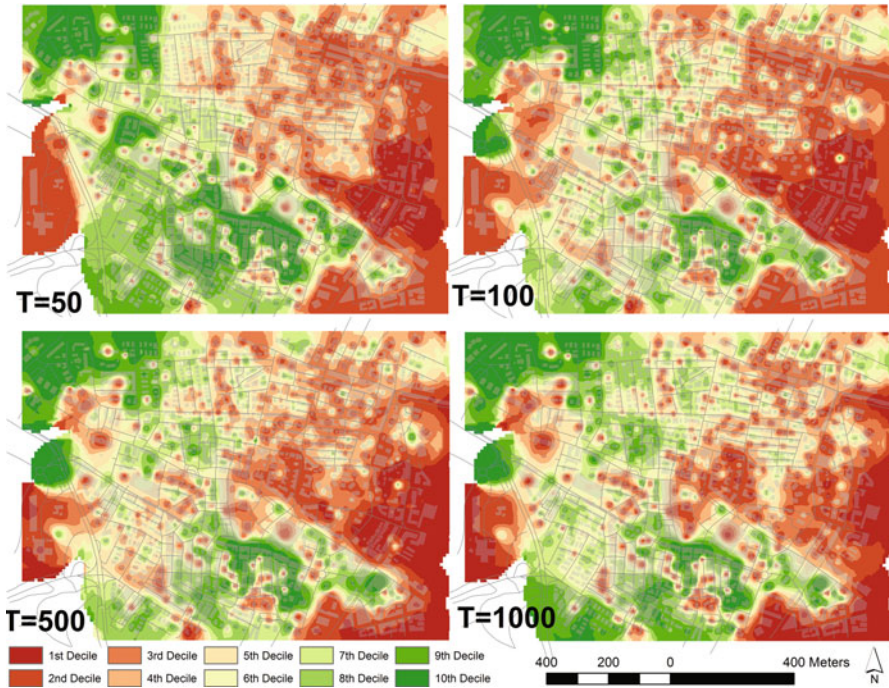 T=50
T=100
T=500
T=1000
1st Decile 3rd Decile 5th Decile 7th Decile 9th Decile
2nd Decile 4th Decile 6th Decile 8th Decile 10th Decile
400 200 0 400 Meters
N